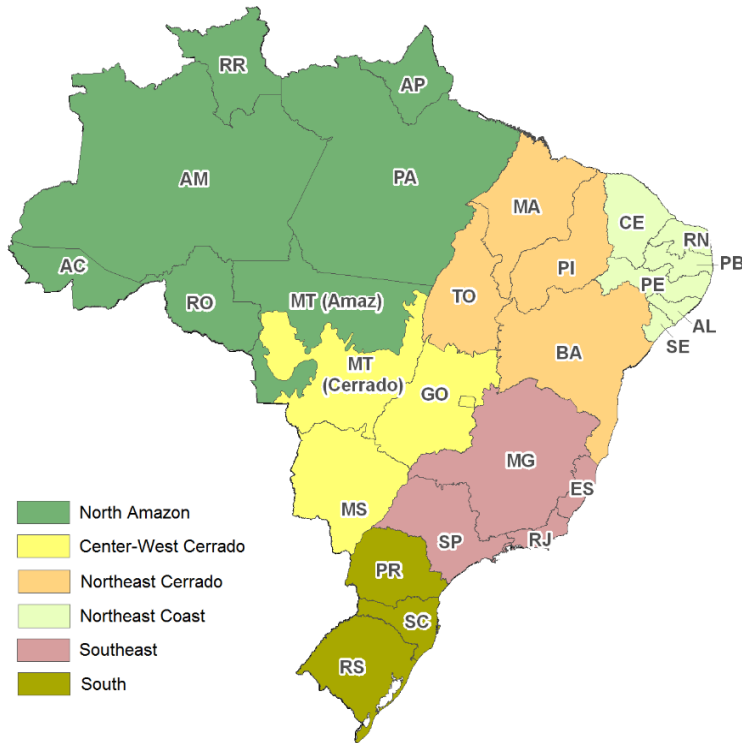 RR
AP
AM
PA
MA
CE
RN
PB
AC
PI
PE
RO
MT (Amaz)
TO
AL
SE
BA
MT
(Cerrado)
GO
MG
ES
MS
SP
RJ
PR
SC
RS
North Amazon
Center-West Cerrado
Northeast Cerrado
Northeast Coast
Southeast
South